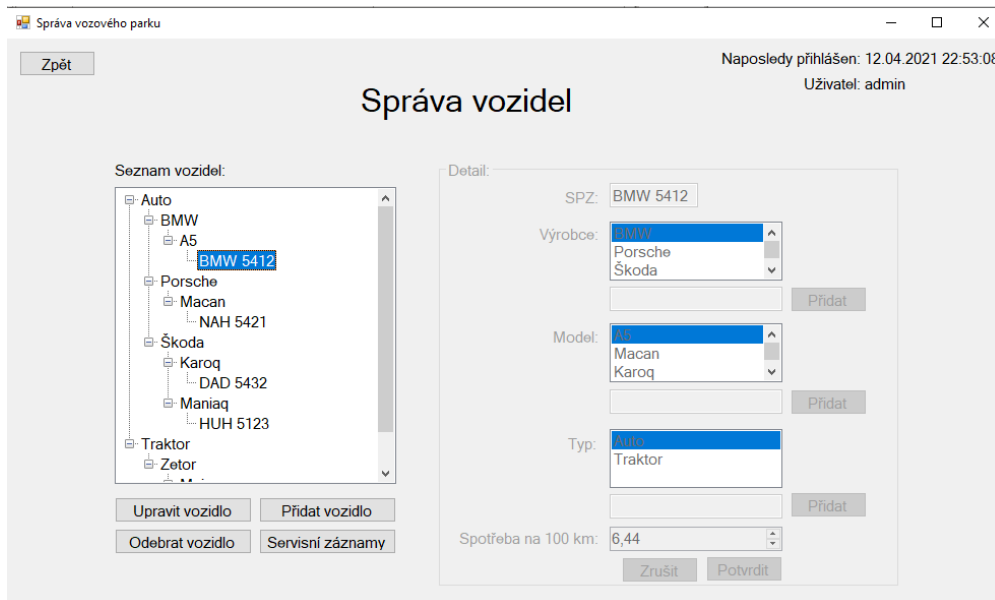 Správa vozového parku
Zpět
Naposledy přihlášen: 12.04.2021 22:53:08
Uživatel: admin
Správa vozidel
Seznam vozidel:
Auto
BMW
A5
BMW 5412
Porsche
Macan
NAH 5421
Škoda
Karoq
DAD 5432
Maniaq
HUH 5123
Traktor
Zetor
Upravit vozidlo
Přidat vozidlo
Odebrat vozidlo
Servisní záznamy
Detail:
SPZ:
BMW 5412
Výrobce:
BMW
Porsche
Škoda
Přidat
Model:
A5
Macan
Karoq
Přidat
Typ:
Auto
Traktor
Přidat
Spotřeba na 100 km:
6,44
Zrušit
Potvrdit